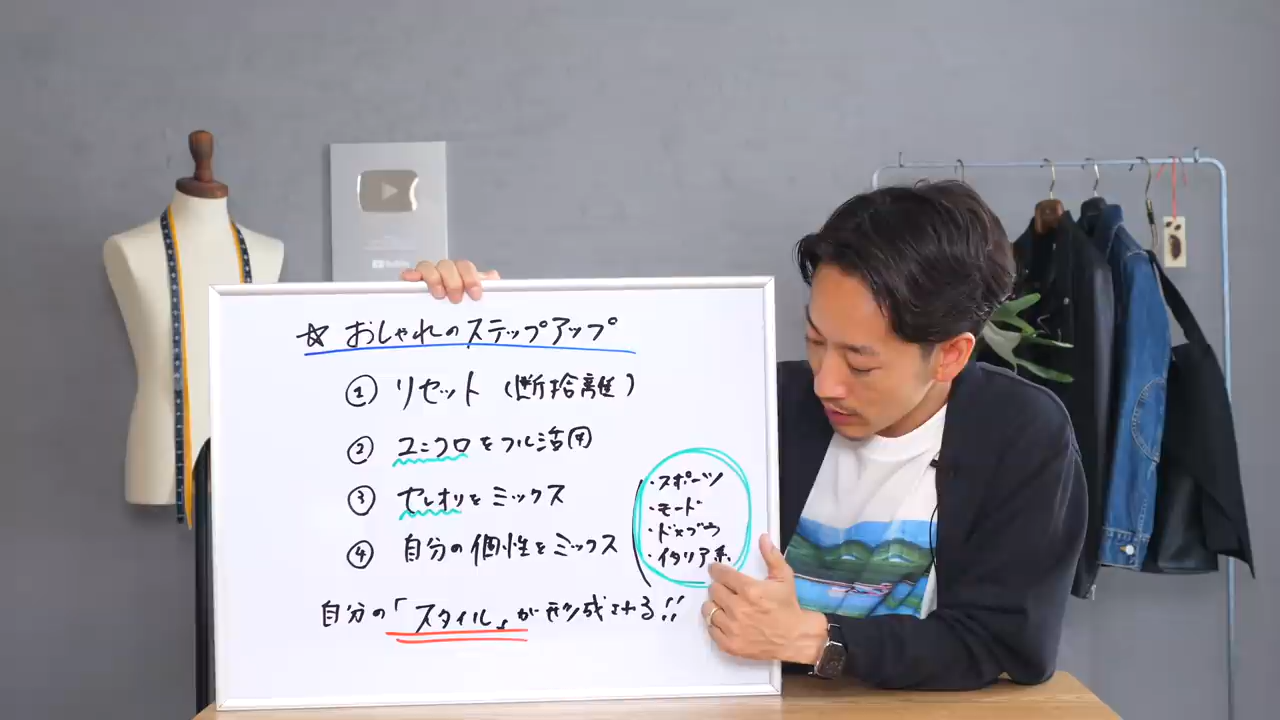 ☆ おしゃれのステップアップ
① リセット (断捨離)
② ユニクロをフル活用
③ セレオリをミックス
④ 自分の個性をミックス
・スポーツ
・モード
・ドメブラ
・イタリア系
自分の「スタイル」が形成される!!